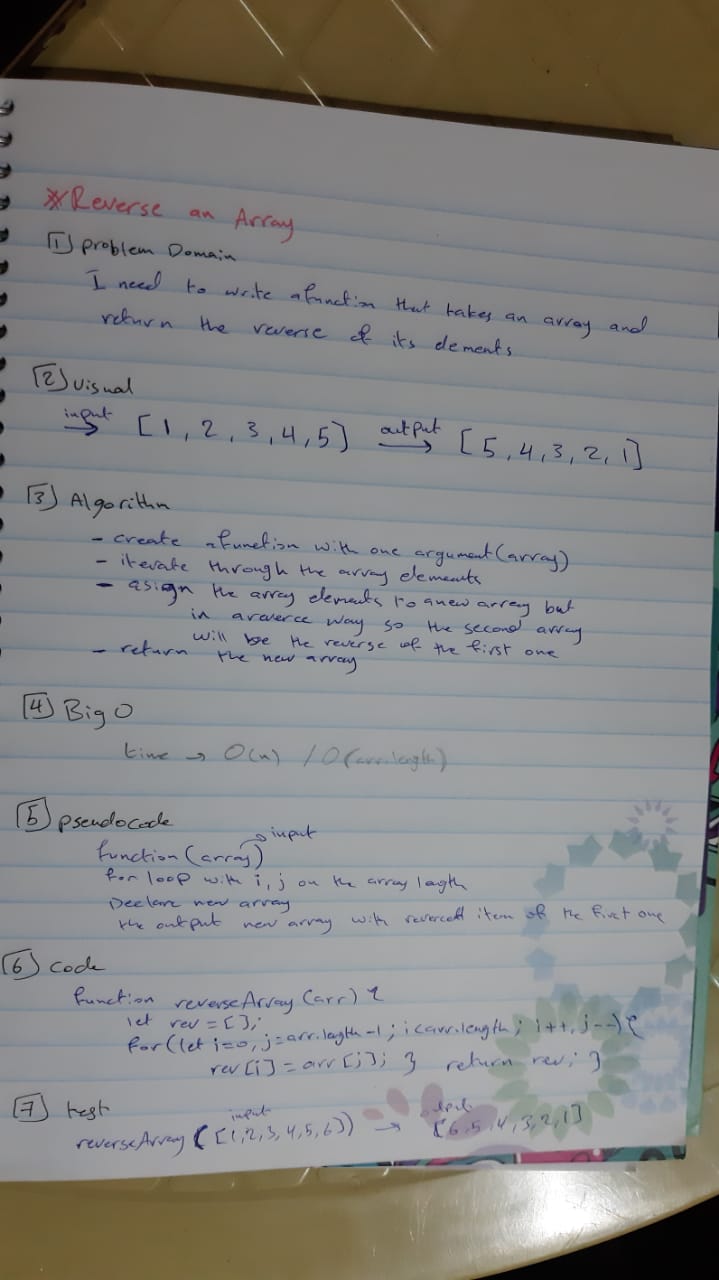 *Reverse an Array
[1] problem Domain
I need to write afunction that takes an array and
return the reverse of its elements
[2] visual
input → [1, 2, 3, 4, 5] output → [5, 4, 3, 2, 1]
[3] Algorithm
- create afunction with one argument (array)
- iterate through the array elements
- asign the array elements to anew array but
in areverce way so the second array
will be the reverse of the first one
- return the new array
[4] Big O
time → O(n) / O(arr.length)
[5] pseudocode
function (array) → input
for loop with i, j on the array length
Declare new array
the output new array with reverced item of the first one
[6] code
function reverseArray (arr) {
let rev = [];
for (let i=0, j=arr.length-1; i<arr.length; i++, j--) {
rev[i] = arr[j]; } return rev; }
[7] test
input output
reverseArray ([1,2,3,4,5,6]) → [6,5,4,3,2,1]